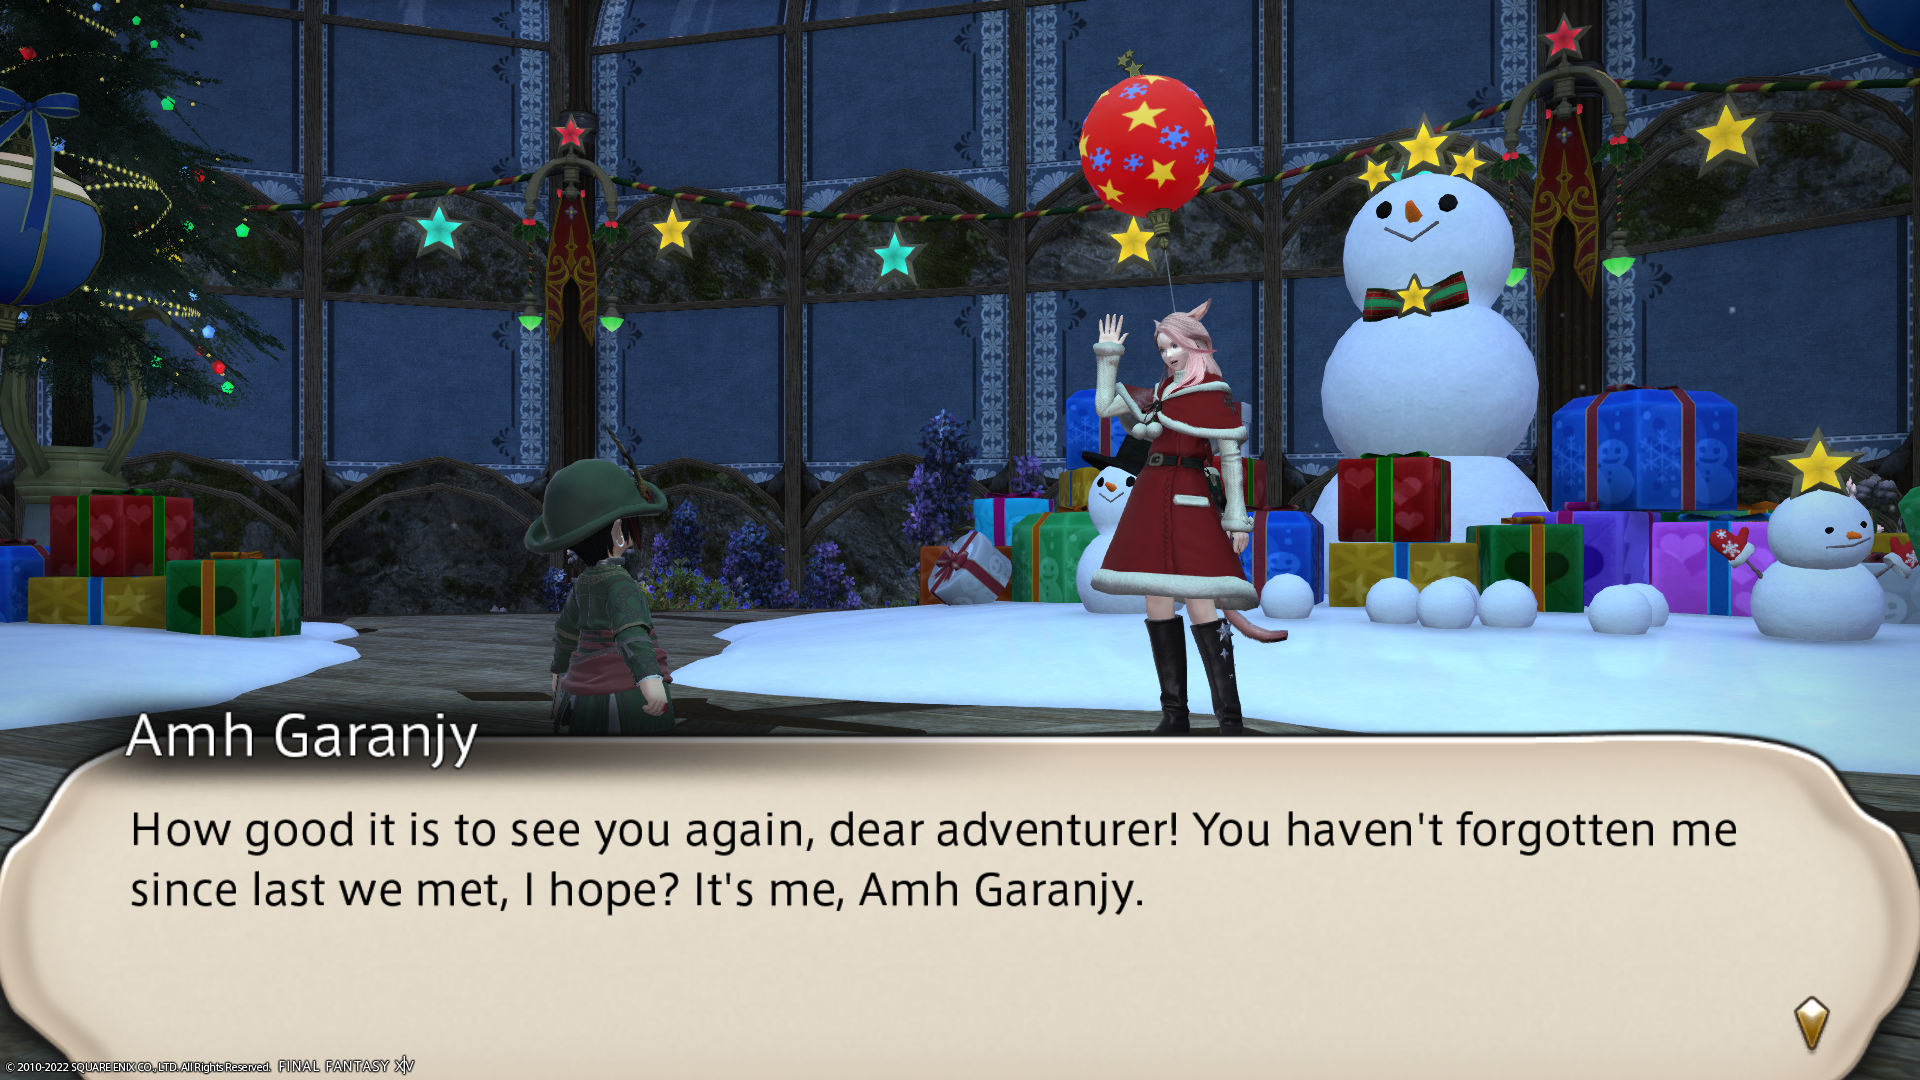 Amh Garanjy
How good it is to see you again, dear adventurer! You haven't forgotten me
since last we met, I hope? It's me, Amh Garanjy.
© 2010-2022 SQUARE ENIX CO., LTD. All Rights Reserved. FINAL FANTASY XIV